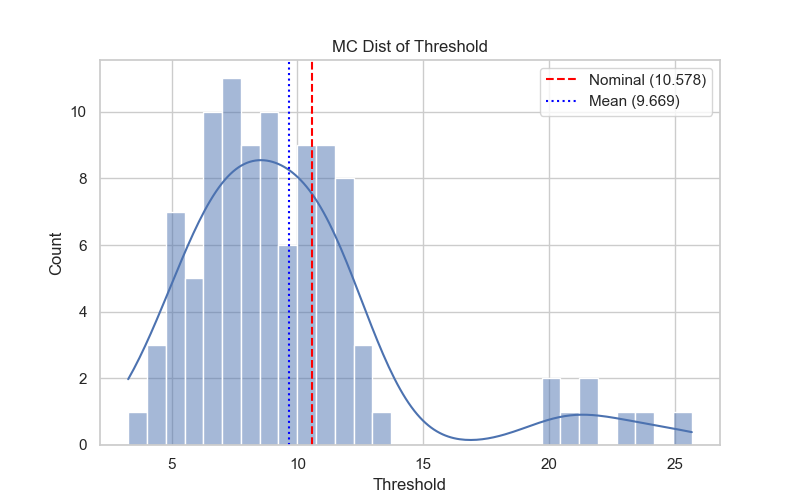 MC Dist of Threshold
Nominal (10.578)
Mean (9.669)
10
8
6
4
2
0
Count
5
10
15
20
25
Threshold